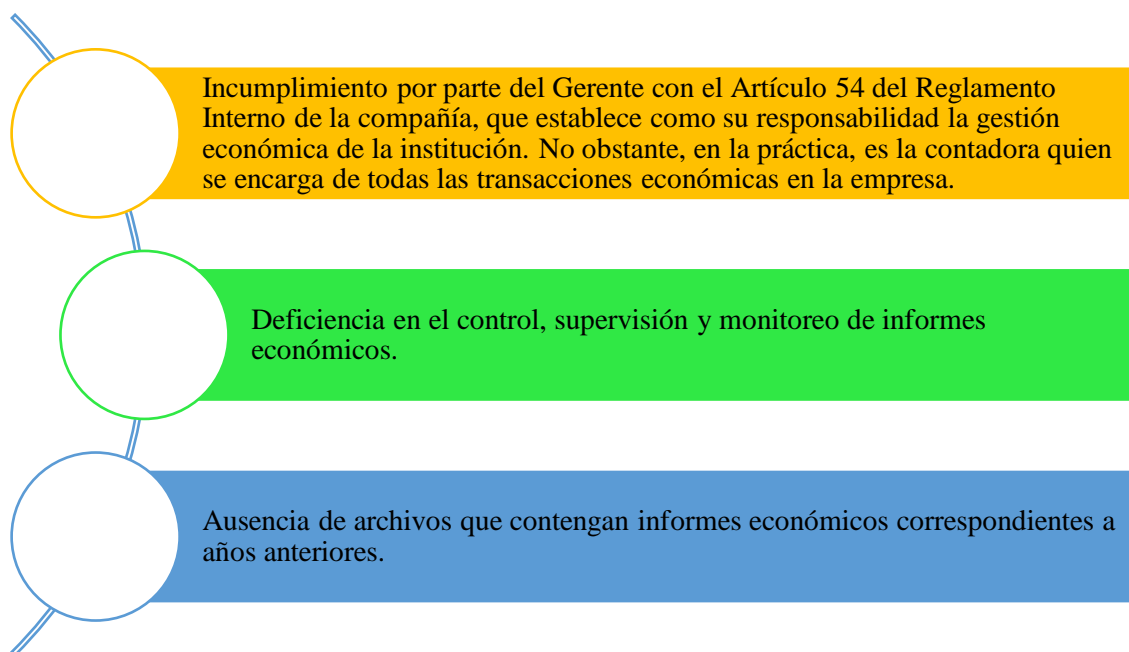 Incumplimiento por parte del Gerente con el Artículo 54 del Reglamento
Interno de la compañía, que establece como su responsabilidad la gestión
económica de la institución. No obstante, en la práctica, es la contadora quien
se encarga de todas las transacciones económicas en la empresa.
Deficiencia en el control, supervisión y monitoreo de informes
económicos.
Ausencia de archivos que contengan informes económicos correspondientes a
años anteriores.